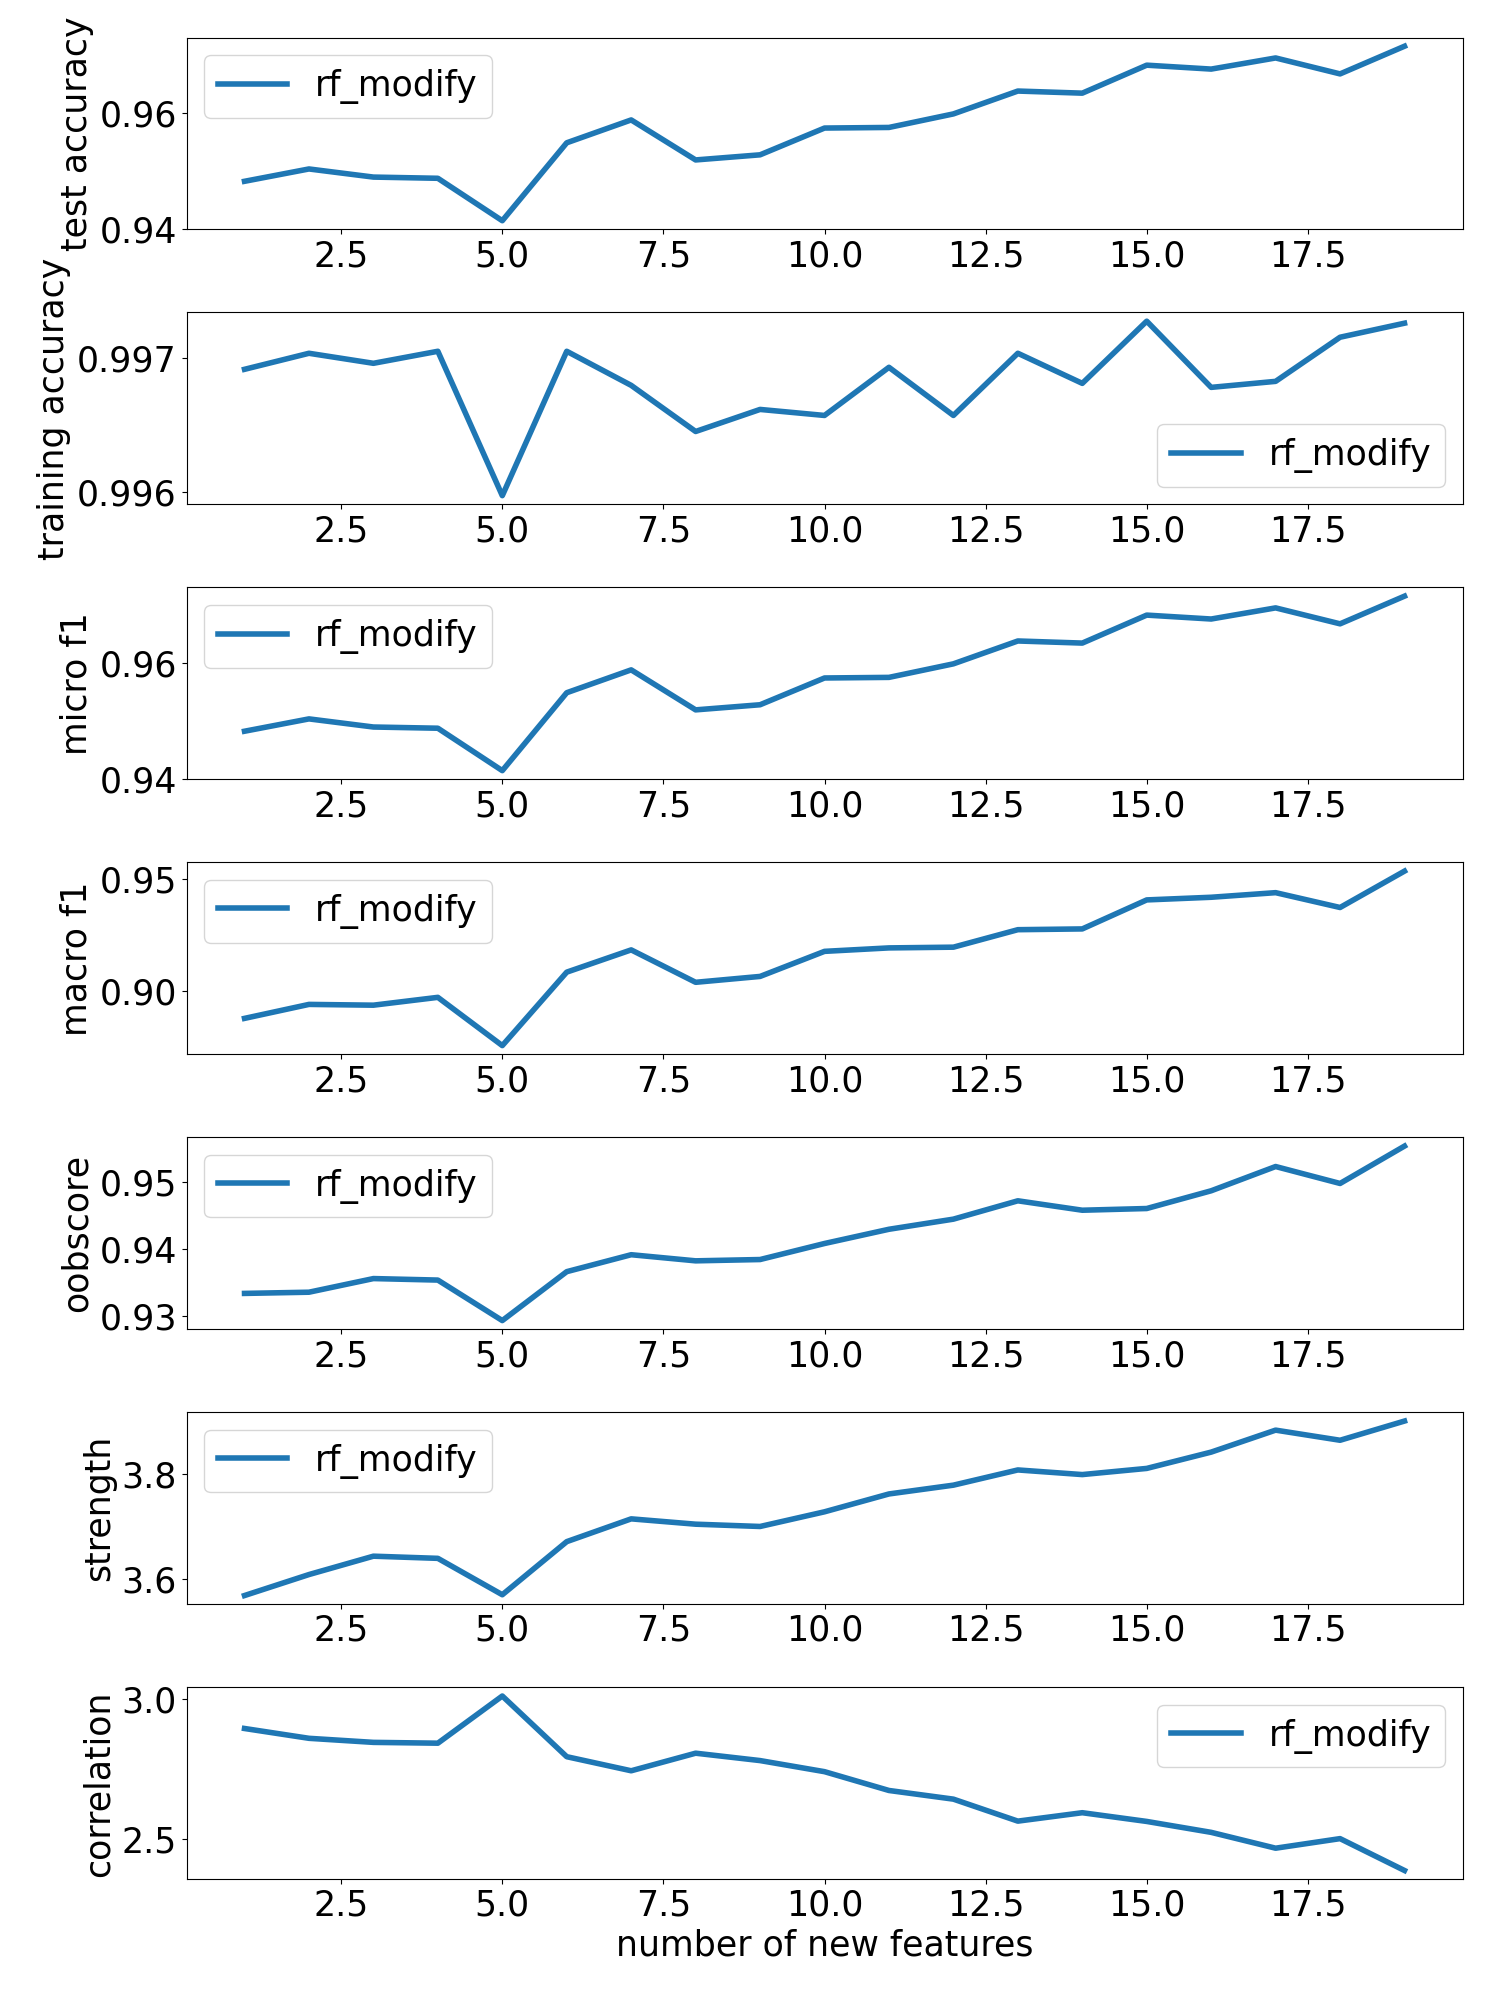 test accuracy
rf_modify
0.96
0.94
2.5 5.0 7.5 10.0 12.5 15.0 17.5
training accuracy
0.997
0.996
rf_modify
2.5 5.0 7.5 10.0 12.5 15.0 17.5
micro f1
rf_modify
0.96
0.94
2.5 5.0 7.5 10.0 12.5 15.0 17.5
macro f1
0.95
rf_modify
0.90
2.5 5.0 7.5 10.0 12.5 15.0 17.5
oobscore
rf_modify
0.95
0.94
0.93
2.5 5.0 7.5 10.0 12.5 15.0 17.5
strength
rf_modify
3.8
3.6
2.5 5.0 7.5 10.0 12.5 15.0 17.5
correlation
3.0
rf_modify
2.5
2.5 5.0 7.5 10.0 12.5 15.0 17.5
number of new features